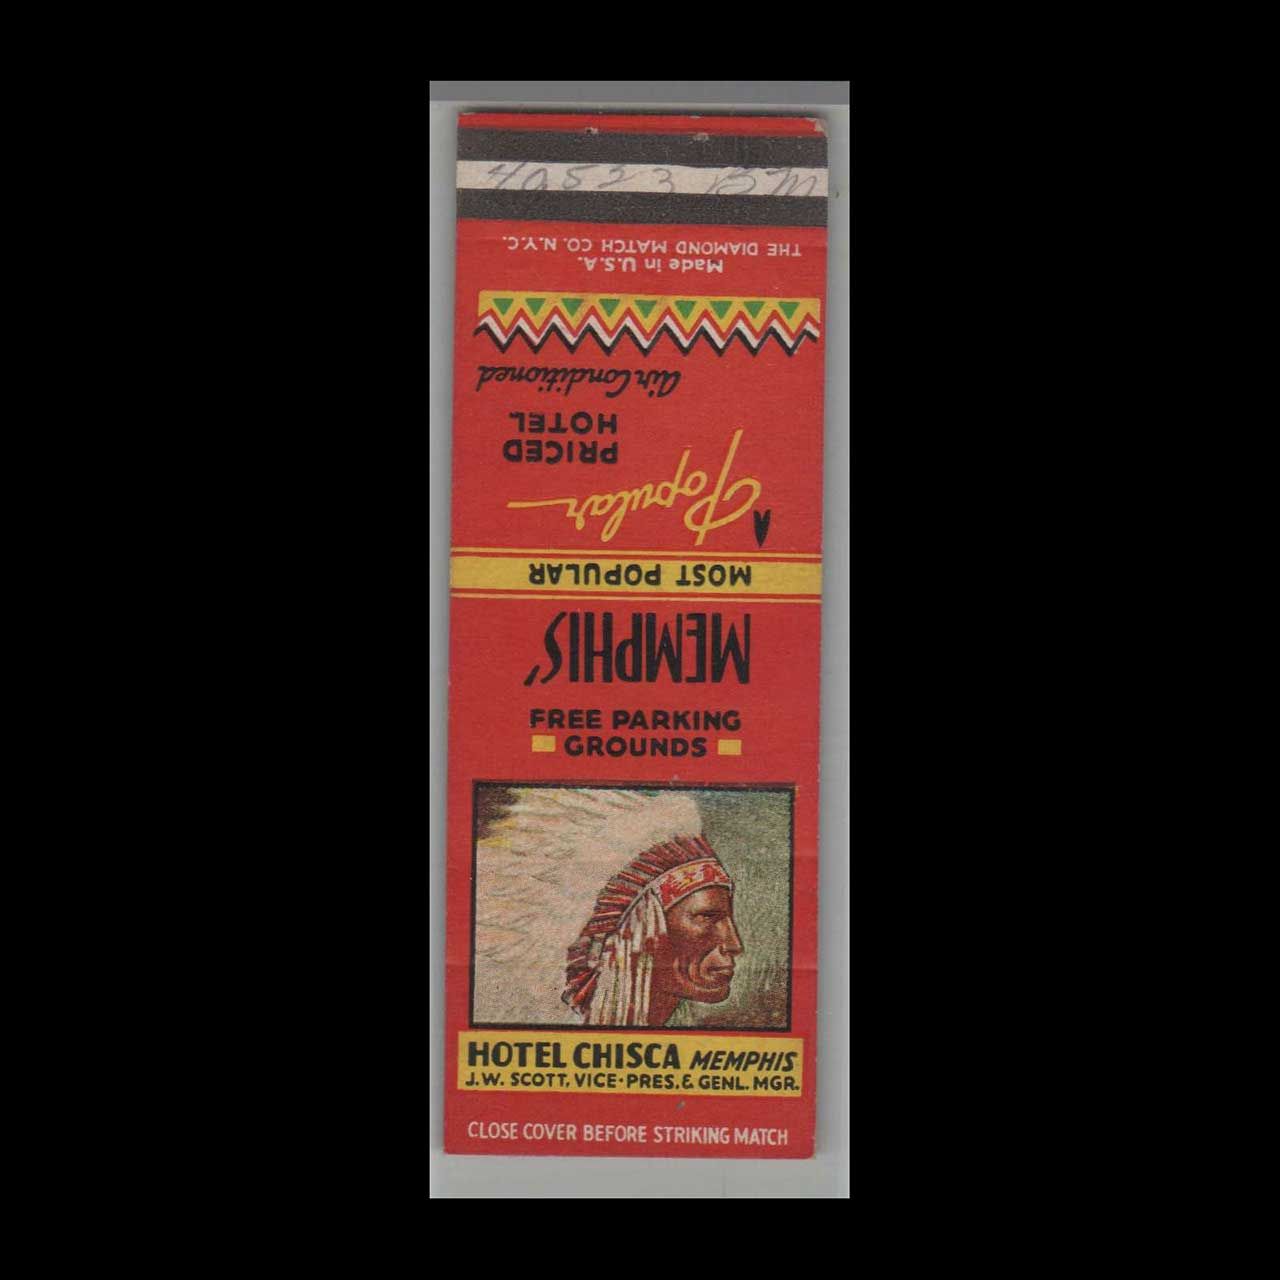 49523 BM
THE DIAMOND MATCH CO. N.Y.C.
Made in U.S.A.
Air Conditioned
HOTEL
PRICED
A Popular
MOST POPULAR
MEMPHIS'
FREE PARKING
GROUNDS
HOTEL CHISCA MEMPHIS
J.W. SCOTT, VICE-PRES. & GENL. MGR.
CLOSE COVER BEFORE STRIKING MATCH